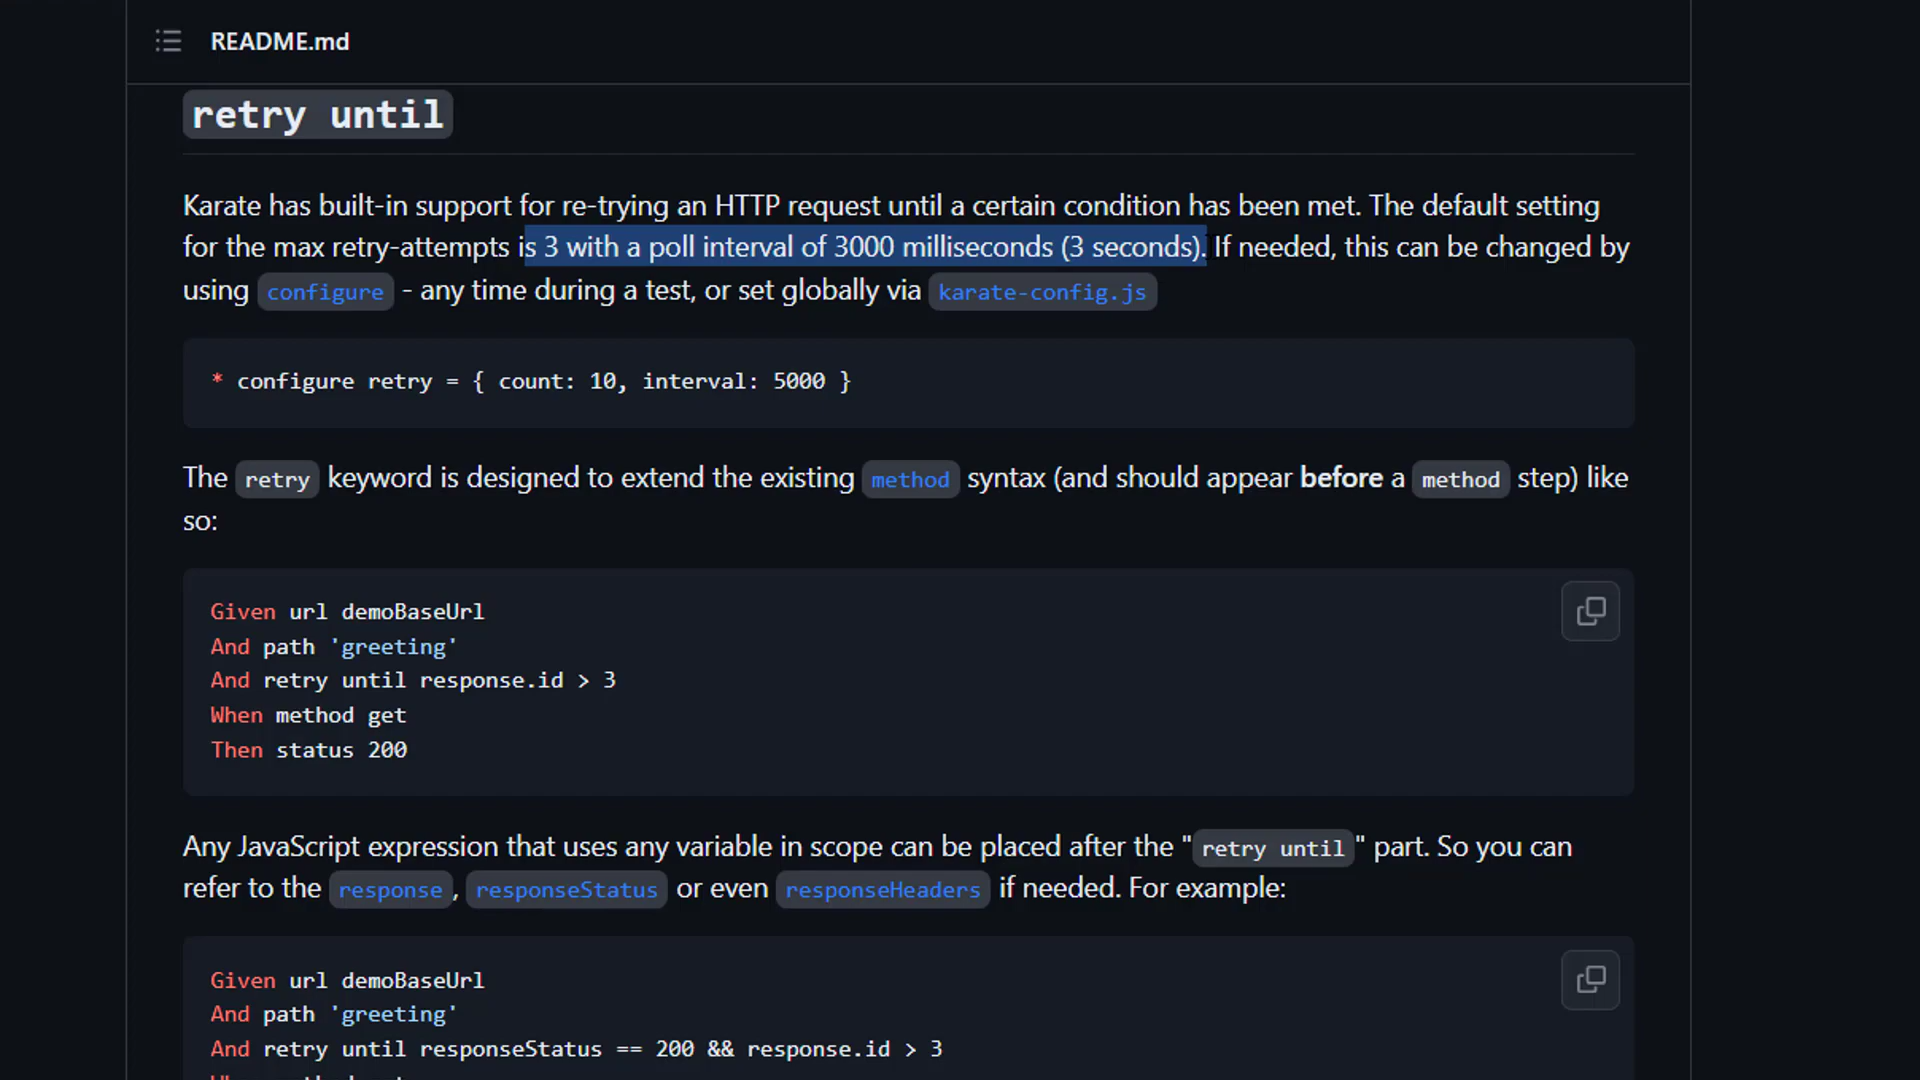 README.md
retry until
Karate has built-in support for re-trying an HTTP request until a certain condition has been met. The default setting
for the max retry-attempts is 3 with a poll interval of 3000 milliseconds (3 seconds). If needed, this can be changed by
using configure - any time during a test, or set globally via karate-config.js
* configure retry = { count: 10, interval: 5000 }
The retry keyword is designed to extend the existing method syntax (and should appear before a method step) like
so:
Given url demoBaseUrl
And path 'greeting'
And retry until response.id > 3
When method get
Then status 200
Any JavaScript expression that uses any variable in scope can be placed after the "retry until" part. So you can
refer to the response, responseStatus or even responseHeaders if needed. For example:
Given url demoBaseUrl
And path 'greeting'
And retry until responseStatus == 200 && response.id > 3